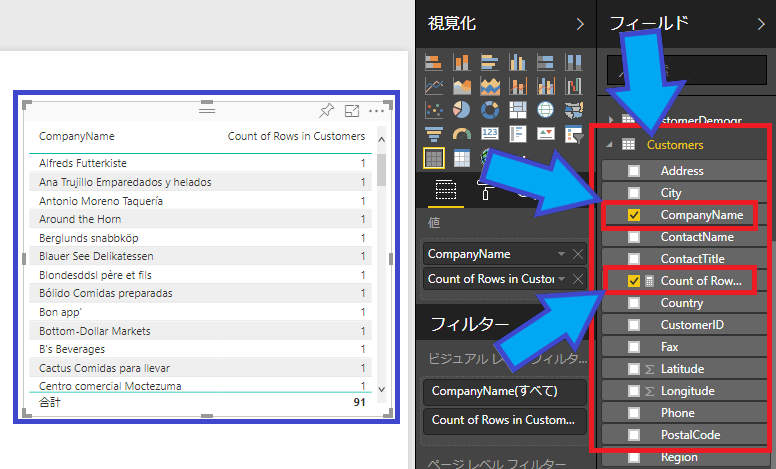 CompanyName Count of Rows in Customers
Alfreds Futterkiste 1
Ana Trujillo Emparedados y helados 1
Antonio Moreno Taquería 1
Around the Horn 1
Berglunds snabbköp 1
Blauer See Delikatessen 1
Blondesddsl père et fils 1
Bólido Comidas preparadas 1
Bon app' 1
Bottom-Dollar Markets 1
B's Beverages 1
Cactus Comidas para llevar 1
Centro comercial Moctezuma 1
合計 91
視覚化
123
値
CompanyName
Count of Rows in Custor
フィルター
ビジュアル レベル フィルタ...
CompanyName(すべて)
Count of Rows in Custom...
ページ レベル フィルター
フィールド
Customers
Address
City
CompanyName
ContactName
ContactTitle
Count of Row...
Country
CustomerID
Fax
Latitude
Longitude
Phone
PostalCode
Region